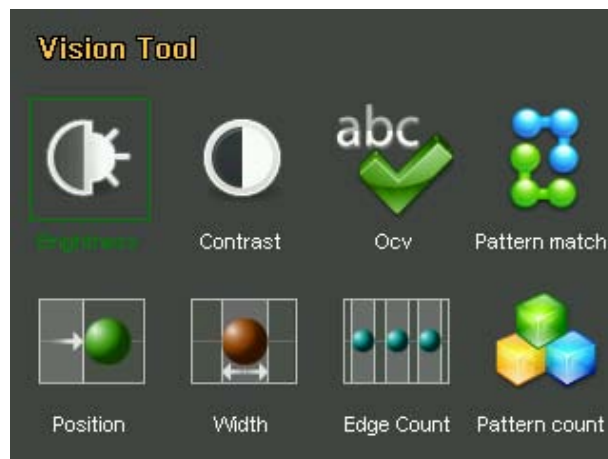 Vision Tool
abc
Brightness Contrast Ocv Pattern match
Position Width Edge Count Pattern count